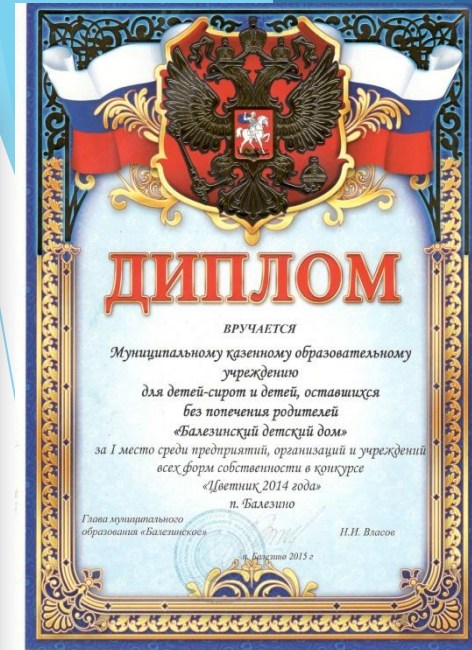 ДИПЛОМ
ВРУЧАЕТСЯ
Муниципальному казенному образовательному
учреждению
для детей-сирот и детей, оставшихся
без попечения родителей
«Балезинский детский дом»
за I место среди предприятий, организаций и учреждений
всех форм собственности в конкурсе
«Цветник 2014 года»
п. Балезино
Глава муниципального
образования «Балезинское»
Н.И. Власов
п. Балезино 2015 г